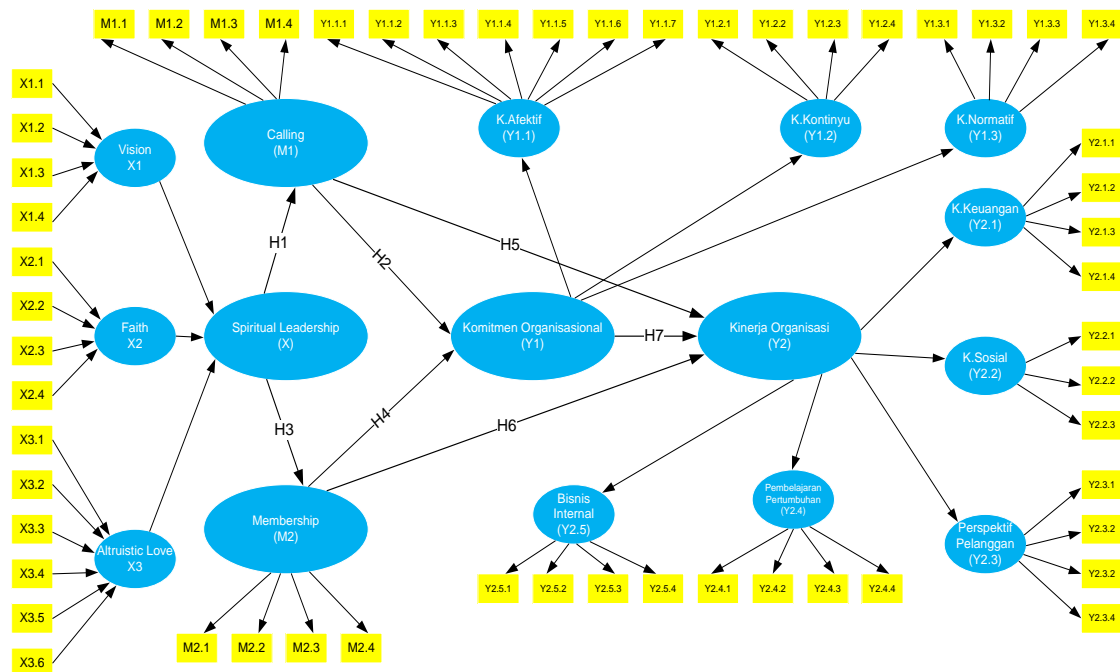 M1.1
M1.2
M1.3
M1.4
Y1.1.1
Y1.1.2
Y1.1.3
Y1.1.4
Y1.1.5
Y1.1.6
Y1.1.7
Y1.2.1
Y1.2.2
Y1.2.3
Y1.2.4
Y1.3.1
Y1.3.2
Y1.3.3
Y1.3.4
X1.1
X1.2
X1.3
X1.4
X2.1
X2.2
X2.3
X2.4
X3.1
X3.2
X3.3
X3.4
X3.5
X3.6
Vision
X1
Faith
X2
Altruistic Love
X3
Calling
(M1)
H1
Spiritual Leadership
(X)
H3
Membership
(M2)
M2.1
M2.2
M2.3
M2.4
H2
H4
H5
H6
K.Afektif
(Y1.1)
K.Kontinyu
(Y1.2)
K.Normatif
(Y1.3)
Komitmen Organisasional
(Y1)
H7
Kinerja Organisasi
(Y2)
K.Keuangan
(Y2.1)
Y2.1.1
Y2.1.2
Y2.1.3
Y2.1.4
K.Sosial
(Y2.2)
Y2.2.1
Y2.2.2
Y2.2.3
Perspektif
Pelanggan
(Y2.3)
Y2.3.1
Y2.3.2
Y2.3.2
Y2.3.4
Bisnis
Internal
(Y2.5)
Y2.5.1
Y2.5.2
Y2.5.3
Y2.5.4
Pembelajaran
Pertumbuhan
(Y2.4)
Y2.4.1
Y2.4.2
Y2.4.3
Y2.4.4